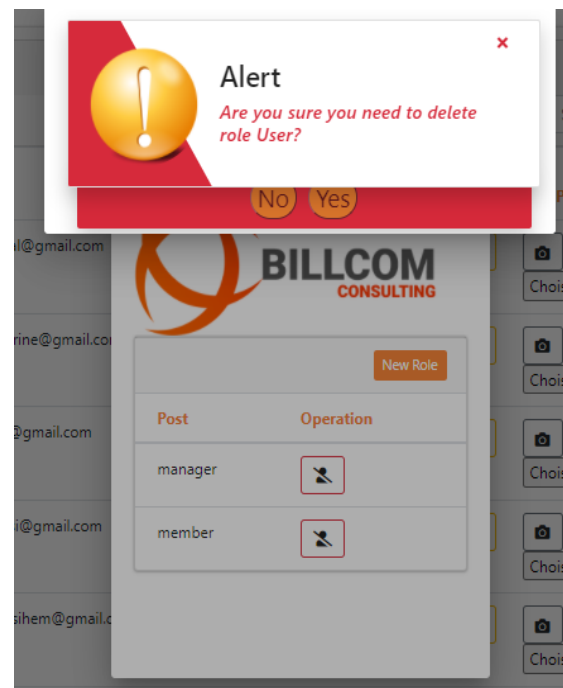 ×
Alert
Are you sure you need to delete
role User?
No Yes
l@gmail.com
BILLCOM
CONSULTING
Chois
rine@gmail.co
New Role
Chois
Post Operation
@gmail.com
manager
Chois
i@gmail.com
member
Chois
sihem@gmail.c
Chois